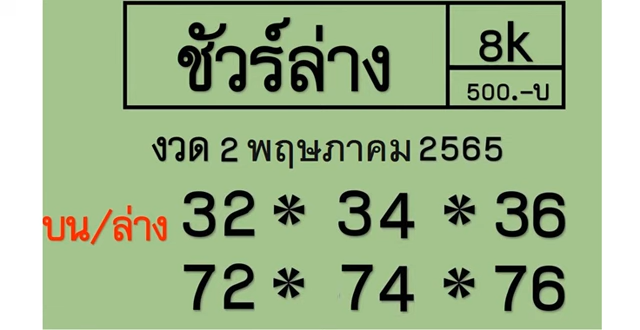 ชัวร์ล่าง
8k
500.-บ
งวด 2 พฤษภาคม 2565
บน/ล่าง 32 * 34 * 36
72 * 74 * 76